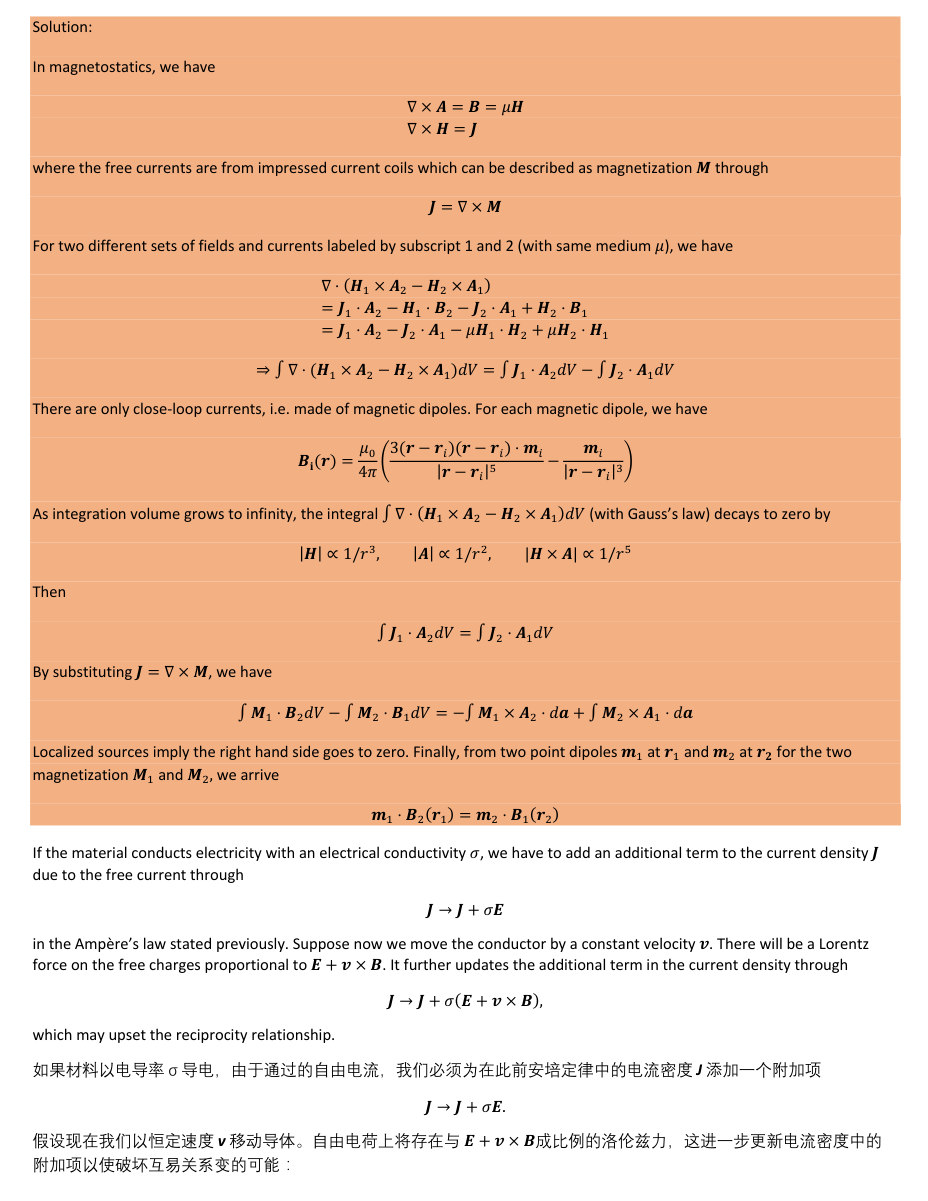 Solution:
In magnetostatics, we have
∇ × A = B = μH
∇ × H = J
where the free currents are from impressed current coils which can be described as magnetization M through
J = ∇ × M
For two different sets of fields and currents labeled by subscript 1 and 2 (with same medium μ), we have
∇ · (H₁ × A₂ − H₂ × A₁)
= J₁ · A₂ − H₁ · B₂ − J₂ · A₁ + H₂ · B₁
= J₁ · A₂ − J₂ · A₁ − μH₁ · H₂ + μH₂ · H₁
⇒ ∫ ∇ · (H₁ × A₂ − H₂ × A₁)dV = ∫ J₁ · A₂dV − ∫ J₂ · A₁dV
There are only close-loop currents, i.e. made of magnetic dipoles. For each magnetic dipole, we have
Bᵢ(r) = μ₀/4π (3(r − rᵢ)(r − rᵢ) · mᵢ / |r − rᵢ|⁵ − mᵢ / |r − rᵢ|³)
As integration volume grows to infinity, the integral ∫ ∇ · (H₁ × A₂ − H₂ × A₁)dV (with Gauss’s law) decays to zero by
|H| ∝ 1/r³, |A| ∝ 1/r², |H × A| ∝ 1/r⁵
Then
∫ J₁ · A₂dV = ∫ J₂ · A₁dV
By substituting J = ∇ × M, we have
∫ M₁ · B₂dV − ∫ M₂ · B₁dV = −∫ M₁ × A₂ · da + ∫ M₂ × A₁ · da
Localized sources imply the right hand side goes to zero. Finally, from two point dipoles m₁ at r₁ and m₂ at r₂ for the two
magnetization M₁ and M₂, we arrive
m₁ · B₂(r₁) = m₂ · B₁(r₂)
If the material conducts electricity with an electrical conductivity σ, we have to add an additional term to the current density J
due to the free current through
J → J + σE
in the Ampère’s law stated previously. Suppose now we move the conductor by a constant velocity v. There will be a Lorentz
force on the free charges proportional to E + v × B. It further updates the additional term in the current density through
J → J + σ(E + v × B),
which may upset the reciprocity relationship.
如果材料以电导率 σ 导电，由于通过的自由电流，我们必须为在此前安培定律中的电流密度 J 添加一个附加项
J → J + σE.
假设现在我们以恒定速度 v 移动导体。自由电荷上将存在与 E + v × B成比例的洛伦兹力，这进一步更新电流密度中的
附加项以使破坏互易关系变的可能：